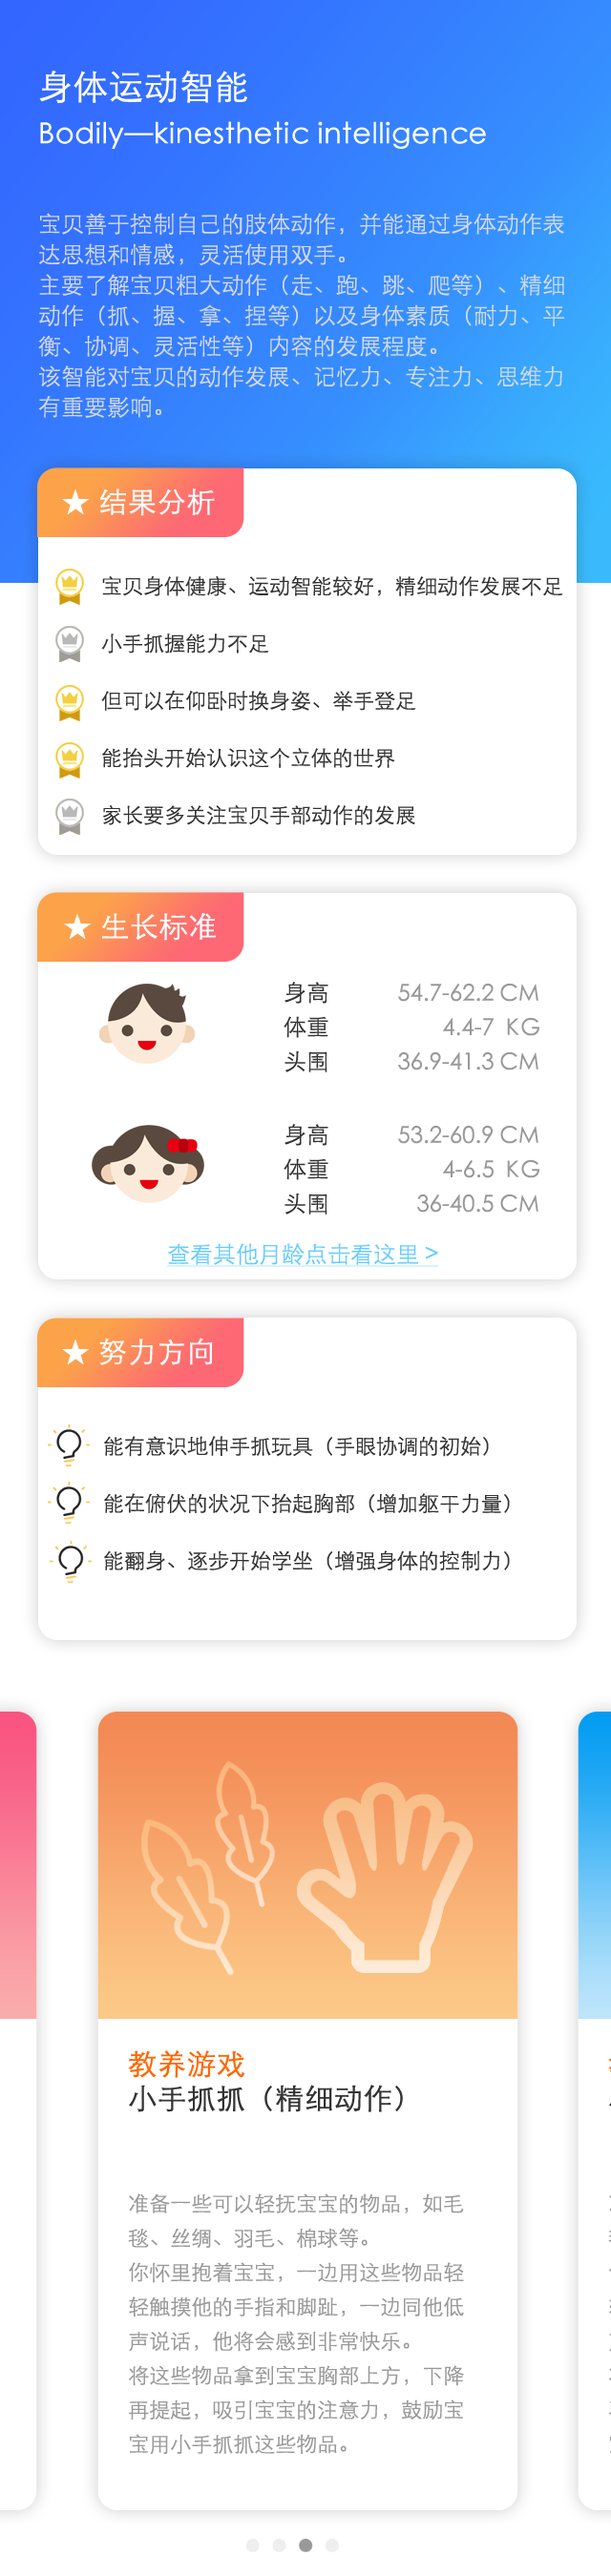 身体运动智能
Bodily—kinesthetic intelligence
宝贝善于控制自己的肢体动作，并能通过身体动作表
达思想和情感，灵活使用双手。
主要了解宝贝粗大动作（走、跑、跳、爬等）、精细
动作（抓、握、拿、捏等）以及身体素质（耐力、平
衡、协调、灵活性等）内容的发展程度。
该智能对宝贝的动作发展、记忆力、专注力、思维力
有重要影响。
★ 结果分析
宝贝身体健康、运动智能较好，精细动作发展不足
小手抓握能力不足
但可以在仰卧时换身姿、举手登足
能抬头开始认识这个立体的世界
家长要多关注宝贝手部动作的发展
★ 生长标准
身高 54.7-62.2 CM
体重 4.4-7 KG
头围 36.9-41.3 CM
身高 53.2-60.9 CM
体重 4-6.5 KG
头围 36-40.5 CM
查看其他月龄点击看这里 >
★ 努力方向
能有意识地伸手抓玩具（手眼协调的初始）
能在俯伏的状况下抬起胸部（增加躯干力量）
能翻身、逐步开始学坐（增强身体的控制力）
教养游戏
小手抓抓（精细动作）
准备一些可以轻抚宝宝的物品，如毛
毯、丝绸、羽毛、棉球等。
你怀里抱着宝宝，一边用这些物品轻
轻触摸他的手指和脚趾，一边同他低
声说话，他将会感到非常快乐。
将这些物品拿到宝宝胸部上方，下降
再提起，吸引宝宝的注意力，鼓励宝
宝用小手抓抓这些物品。